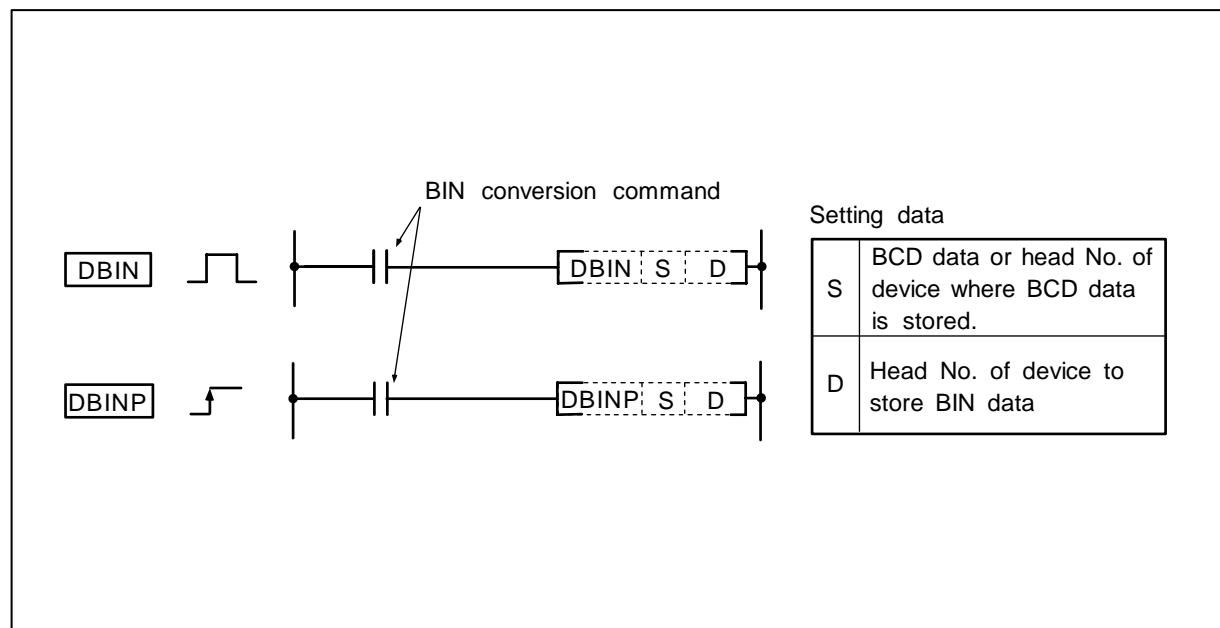 BIN conversion command
DBIN
DBIN S D
DBINP
DBINP S D
Setting data
S
BCD data or head No. of
device where BCD data
is stored.
D
Head No. of device to
store BIN data